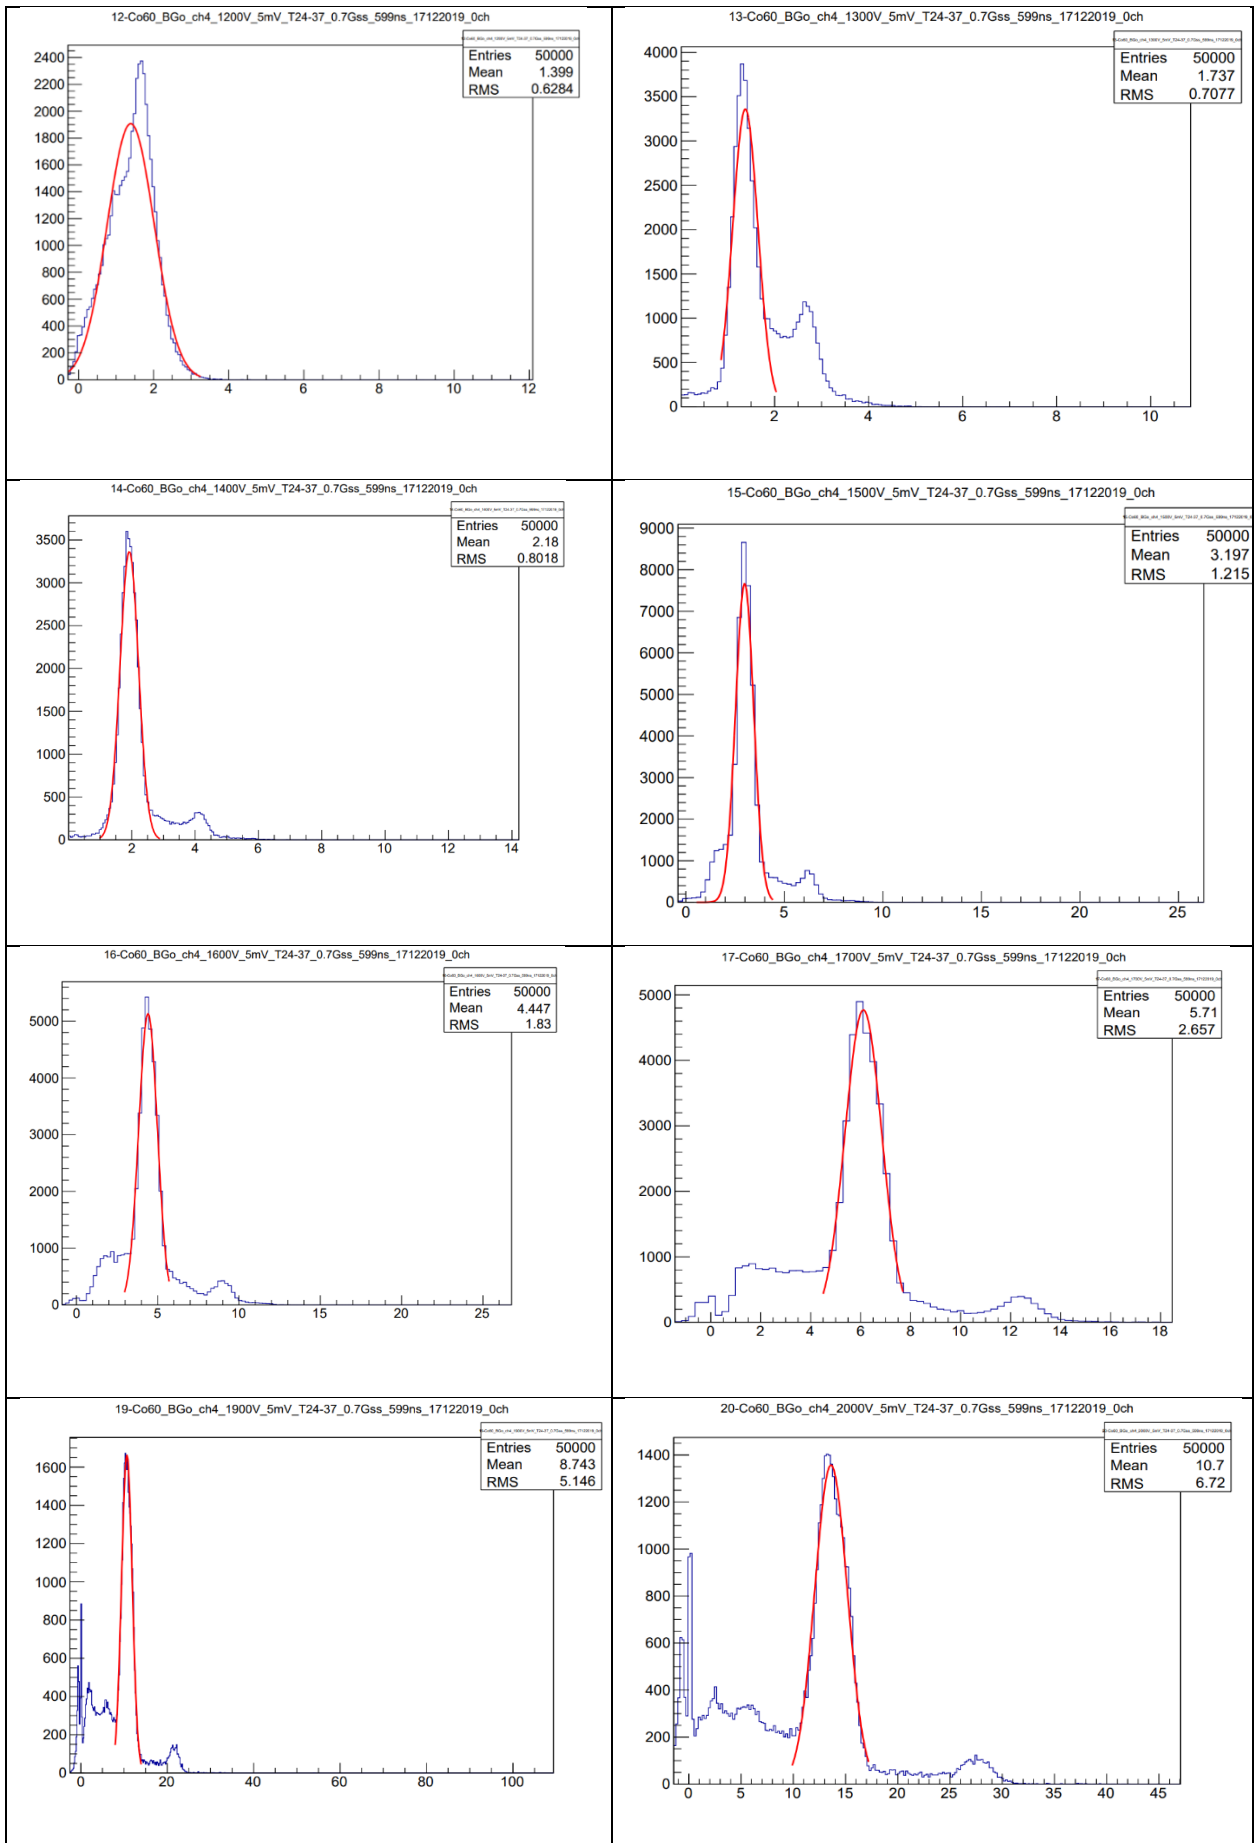 12-Co60_BGo_ch4_1200V_5mV_T24-37_0.7Gss_599ns_17122019_0ch
Entries 50000
Mean 1.399
RMS 0.6284
2400
2200
2000
1800
1600
1400
1200
1000
800
600
400
200
0
0 2 4 6 8 10 12
13-Co60_BGo_ch4_1300V_5mV_T24-37_0.7Gss_599ns_17122019_0ch
Entries 50000
Mean 1.737
RMS 0.7077
4000
3500
3000
2500
2000
1500
1000
500
0
2 4 6 8 10
14-Co60_BGo_ch4_1400V_5mV_T24-37_0.7Gss_599ns_17122019_0ch
Entries 50000
Mean 2.18
RMS 0.8018
3500
3000
2500
2000
1500
1000
500
0
2 4 6 8 10 12 14
15-Co60_BGo_ch4_1500V_5mV_T24-37_0.7Gss_599ns_17122019_0ch
Entries 50000
Mean 3.197
RMS 1.215
9000
8000
7000
6000
5000
4000
3000
2000
1000
0
0 5 10 15 20 25
16-Co60_BGo_ch4_1600V_5mV_T24-37_0.7Gss_599ns_17122019_0ch
Entries 50000
Mean 4.447
RMS 1.83
5000
4000
3000
2000
1000
0
0 5 10 15 20 25
17-Co60_BGo_ch4_1700V_5mV_T24-37_0.7Gss_599ns_17122019_0ch
Entries 50000
Mean 5.71
RMS 2.657
5000
4000
3000
2000
1000
0
0 2 4 6 8 10 12 14 16 18
19-Co60_BGo_ch4_1900V_5mV_T24-37_0.7Gss_599ns_17122019_0ch
Entries 50000
Mean 8.743
RMS 5.146
1600
1400
1200
1000
800
600
400
200
0
0 20 40 60 80 100
20-Co60_BGo_ch4_2000V_5mV_T24-37_0.7Gss_599ns_17122019_0ch
Entries 50000
Mean 10.7
RMS 6.72
1400
1200
1000
800
600
400
200
0
0 5 10 15 20 25 30 35 40 45